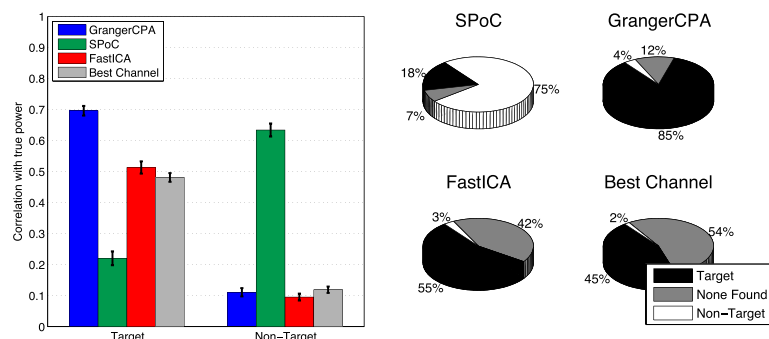 GrangerCPA
SPoC
FastICA
Best Channel
Correlation with true power
1
0.9
0.8
0.7
0.6
0.5
0.4
0.3
0.2
0.1
0
Target
Non-Target
SPoC
18%
7%
75%
GrangerCPA
4%
12%
85%
FastICA
3%
42%
55%
Best Channel
2%
54%
45%
Target
None Found
Non-Target